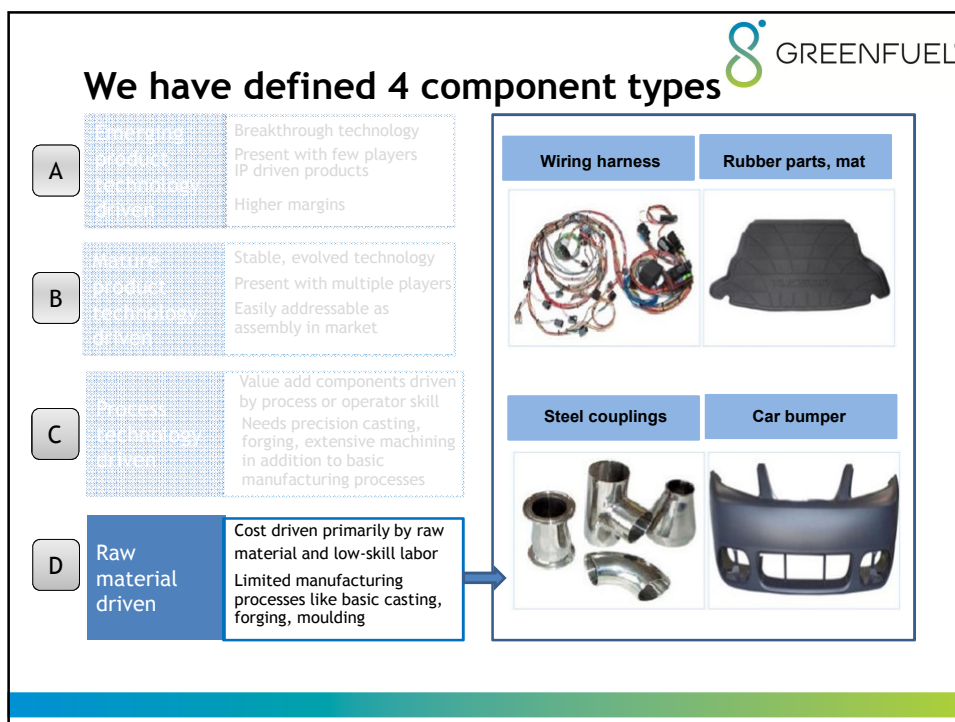 GREENFUEL
We have defined 4 component types
A
Emerging
product
technology
driven
Breakthrough technology
Present with few players
IP driven products
Higher margins
B
Mature
product
technology
driven
Stable, evolved technology
Present with multiple players
Easily addressable as
assembly in market
C
Process
technology
driven
Value add components driven
by process or operator skill
Needs precision casting,
forging, extensive machining
in addition to basic
manufacturing processes
D
Raw
material
driven
Cost driven primarily by raw
material and low-skill labor
Limited manufacturing
processes like basic casting,
forging, moulding
Wiring harness
Rubber parts, mat
Steel couplings
Car bumper